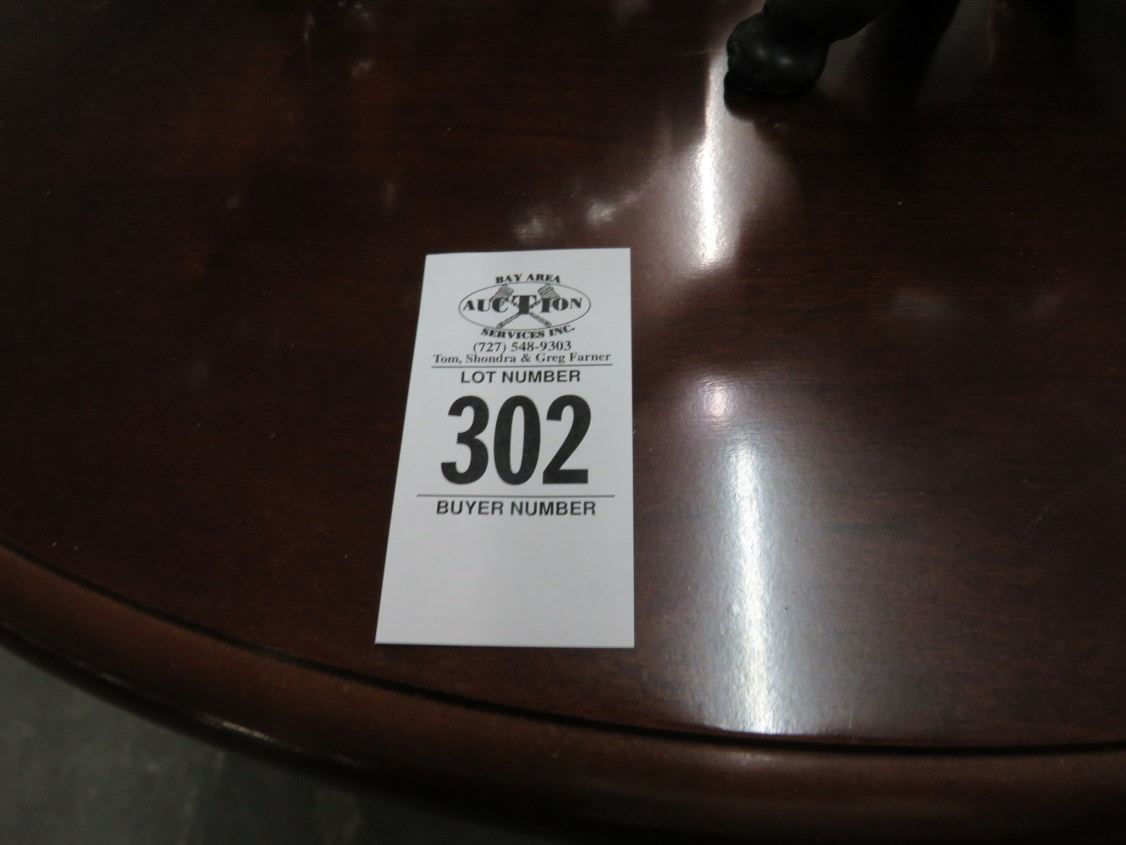 BAY AREA
AUCTION
SERVICES INC.
(727) 548-9303
Tom, Shondra & Greg Farner
LOT NUMBER
302
BUYER NUMBER